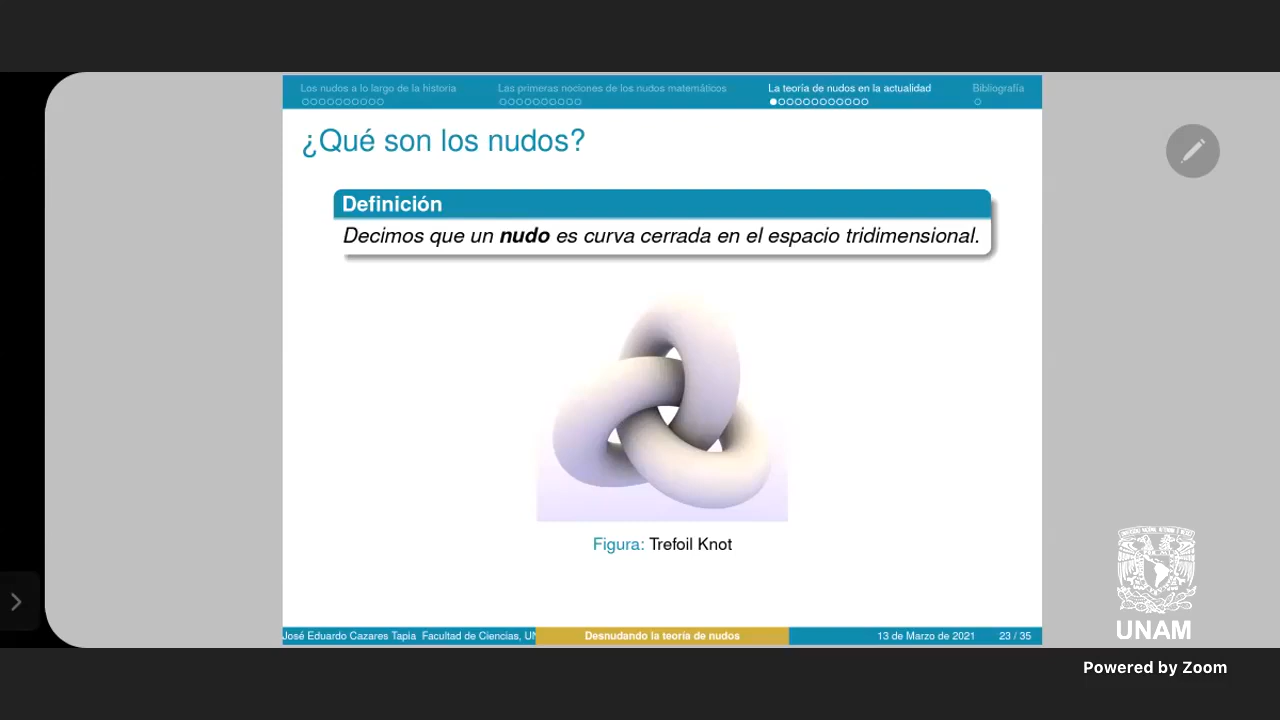 Los nudos a lo largo de la historia
Las primeras nociones de los nudos matemáticos
La teoría de nudos en la actualidad
Bibliografía
¿Qué son los nudos?
Definición
Decimos que un nudo es curva cerrada en el espacio tridimensional.
Figura: Trefoil Knot
José Eduardo Cazares Tapia Facultad de Ciencias, UN
Desnudando la teoría de nudos
13 de Marzo de 2021
23 / 35
UNAM
Powered by Zoom